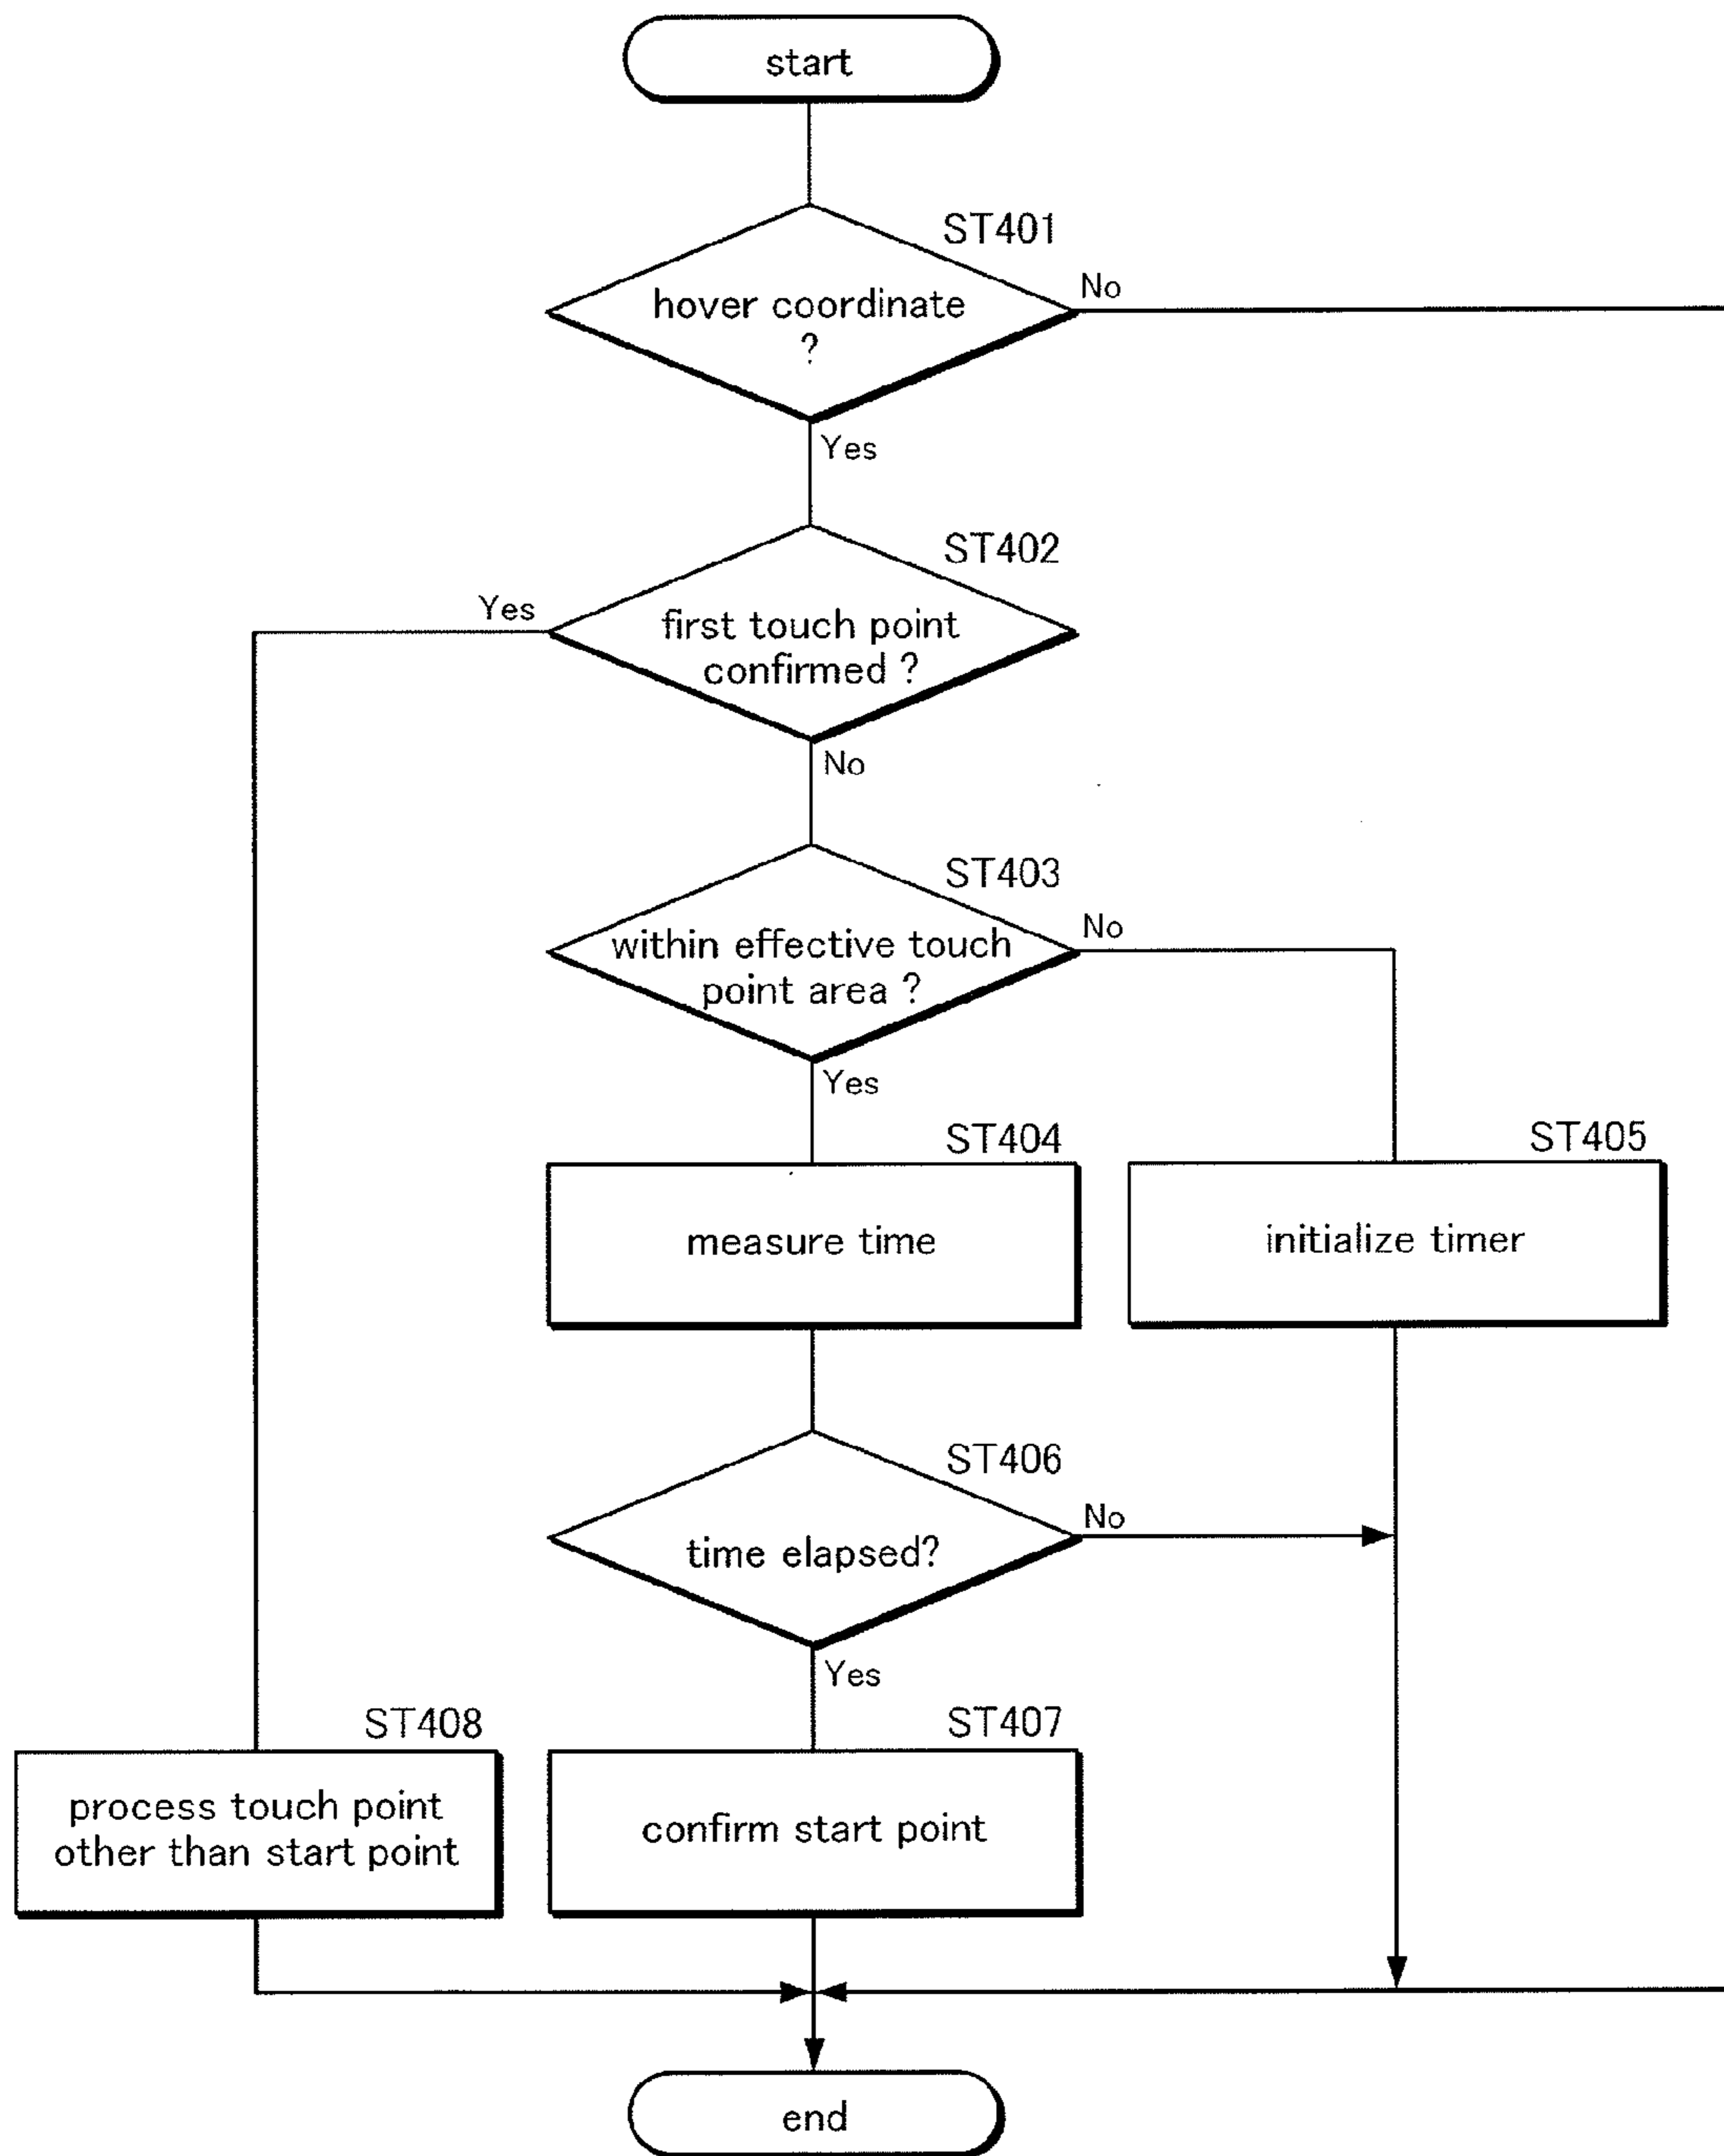 start
ST401
hover coordinate
?
No
Yes
ST402
Yes
first touch point
confirmed ?
No
ST403
within effective touch
point area ?
No
Yes
ST404
ST405
measure time
initialize timer
ST406
time elapsed?
No
Yes
ST408
ST407
process touch point
other than start point
confirm start point
end